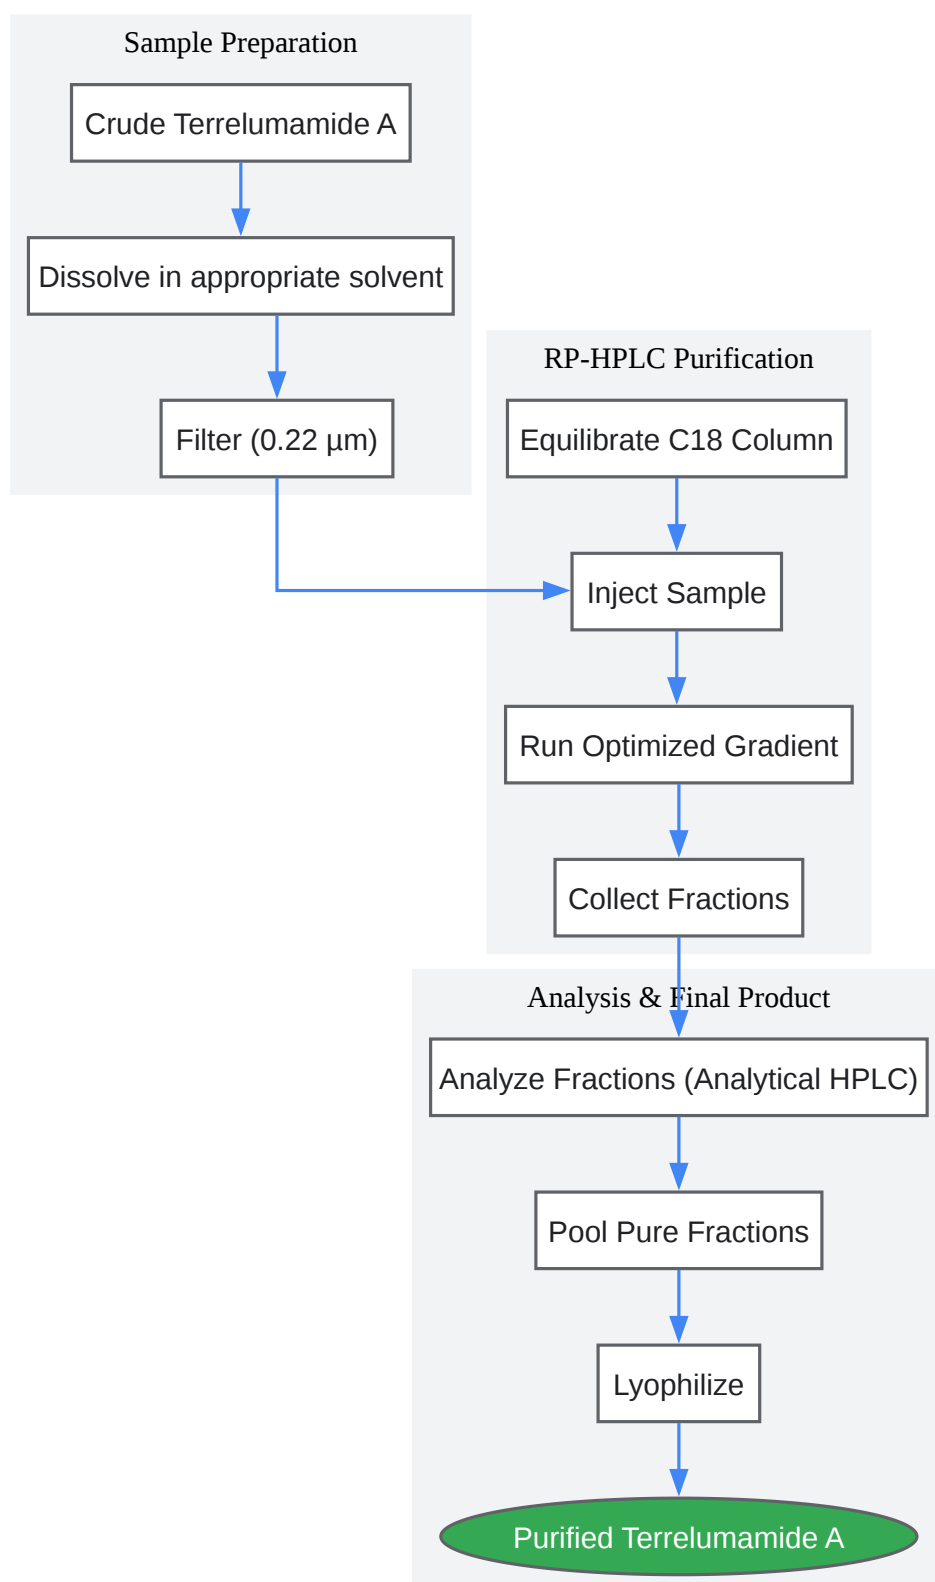 Sample Preparation
Crude Terrelumamide A
Dissolve in appropriate solvent
Filter (0.22 µm)
RP-HPLC Purification
Equilibrate C18 Column
Inject Sample
Run Optimized Gradient
Collect Fractions
Analysis & Final Product
Analyze Fractions (Analytical HPLC)
Pool Pure Fractions
Lyophilize
Purified Terrelumamide A